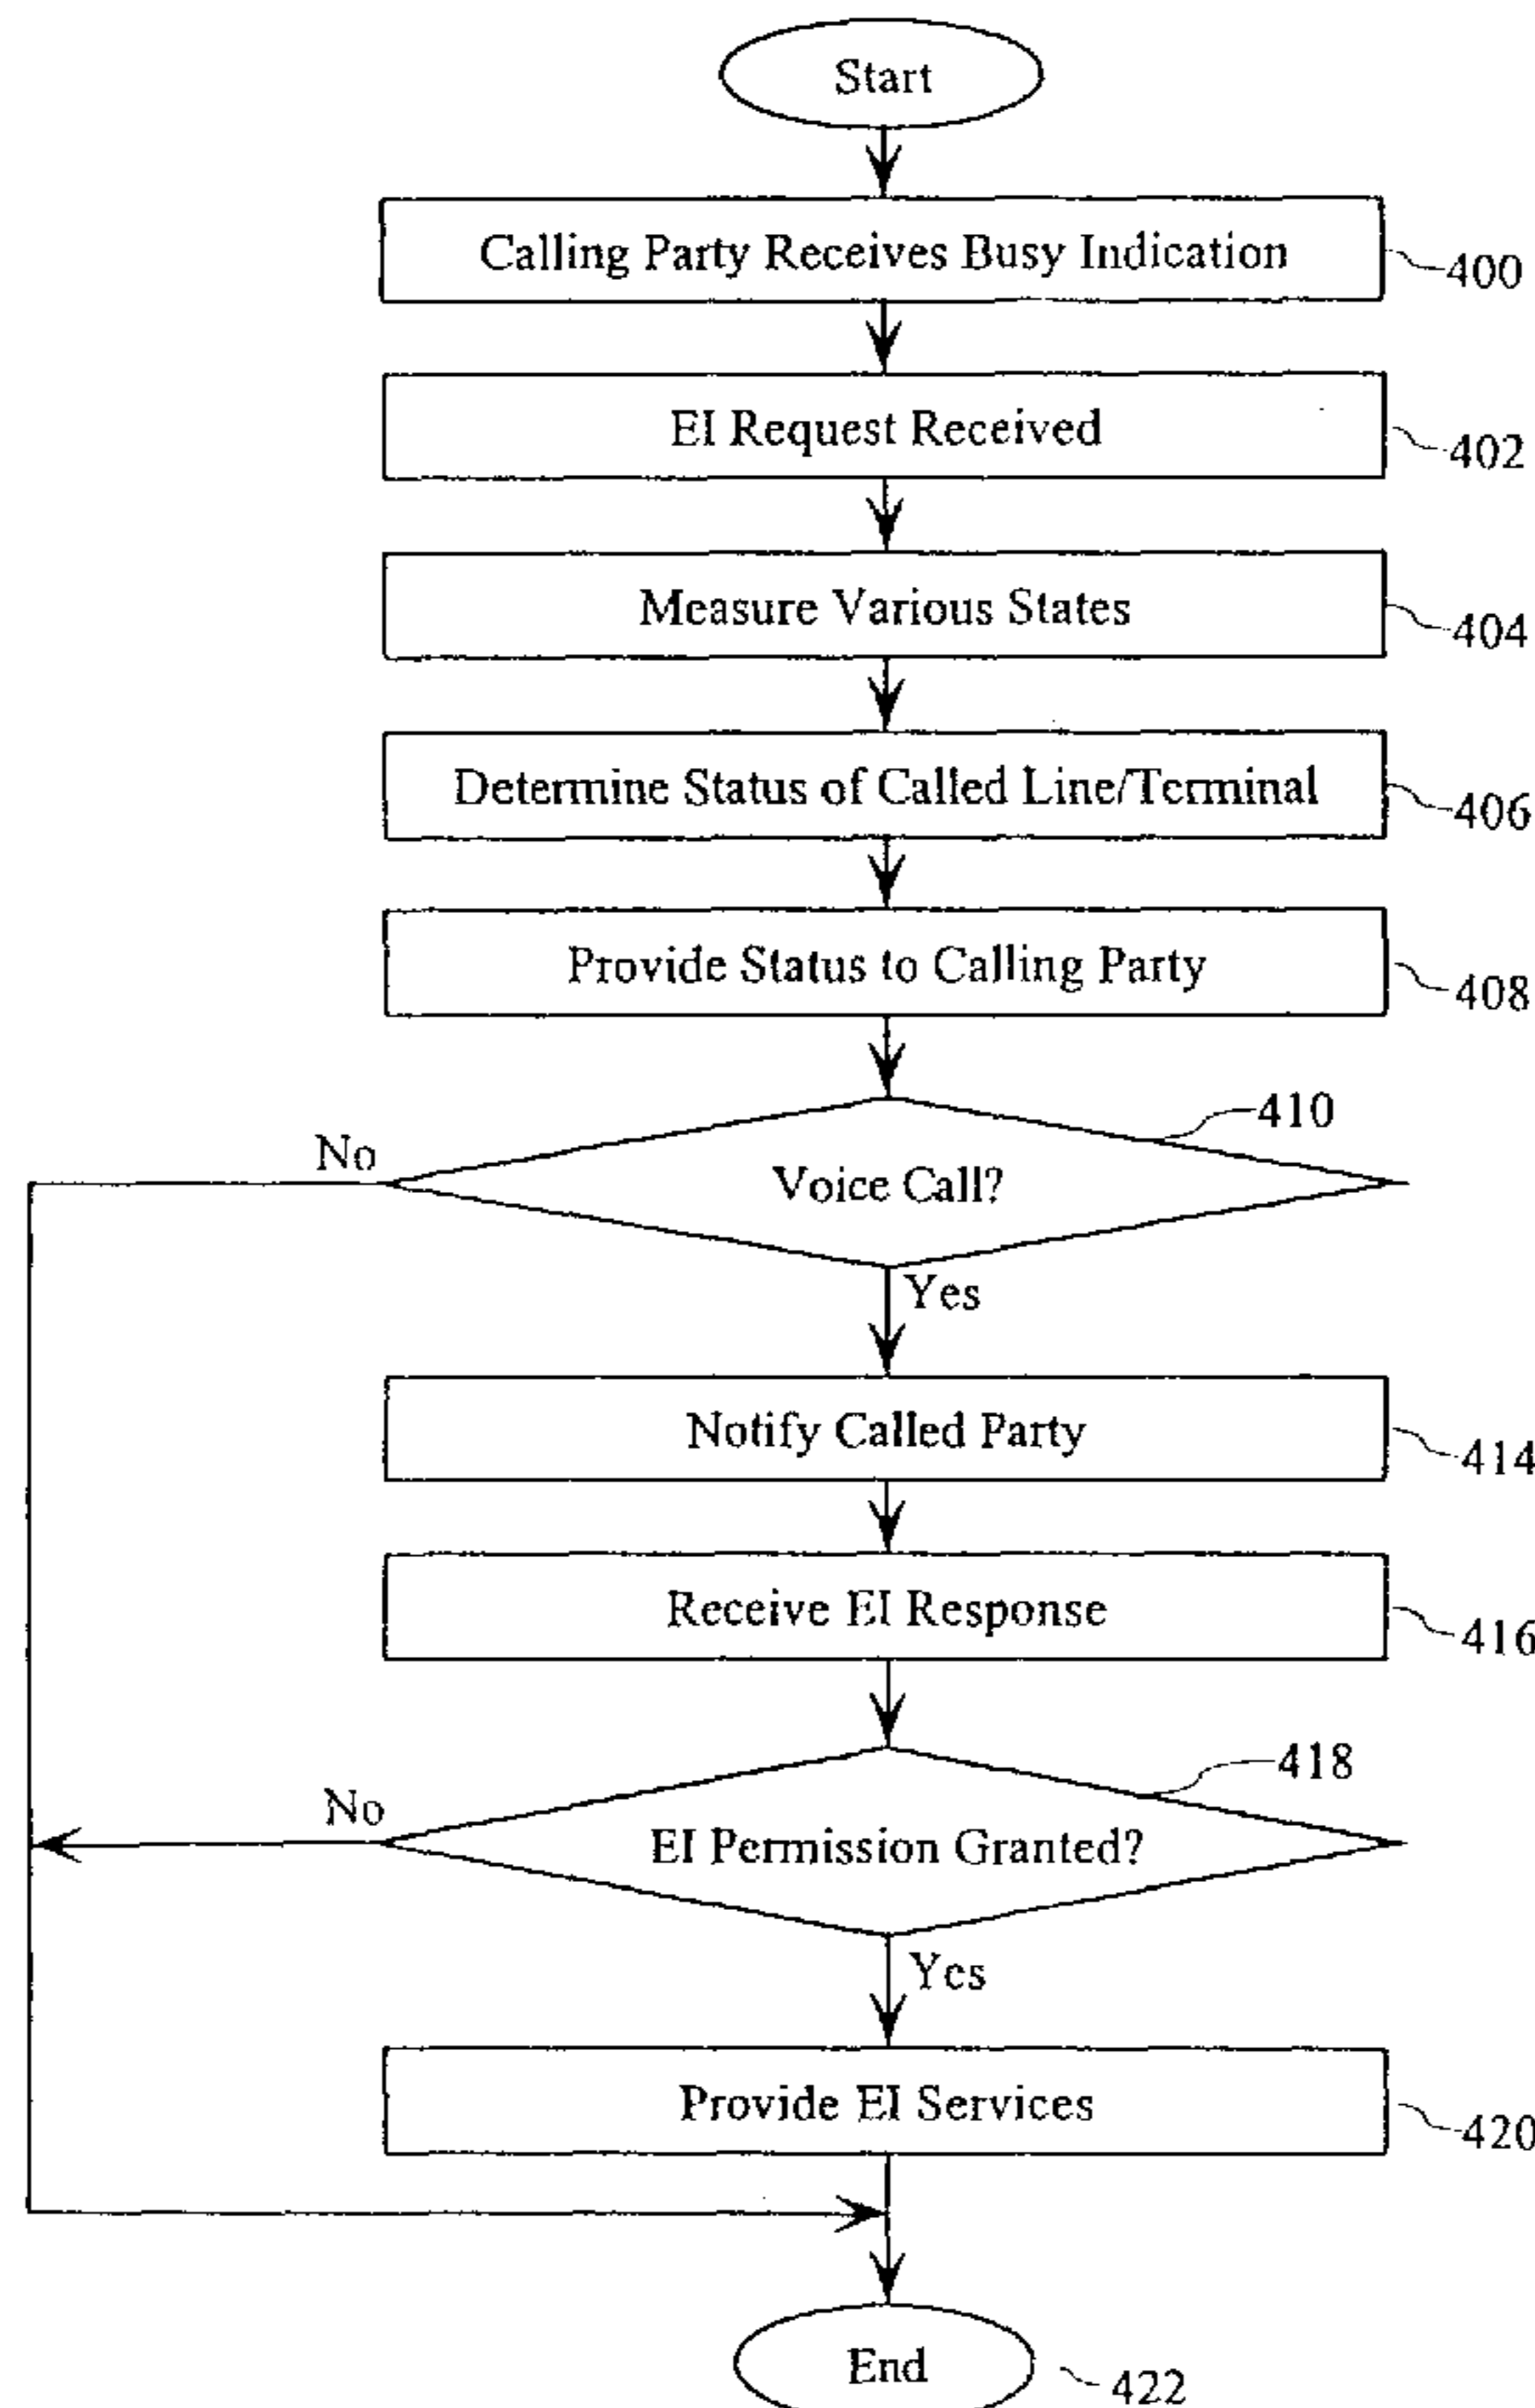 Start
Calling Party Receives Busy Indication
400
EI Request Received
402
Measure Various States
404
Determine Status of Called Line/Terminal
406
Provide Status to Calling Party
408
410
No
Voice Call?
Yes
Notify Called Party
414
Receive EI Response
416
418
No
EI Permission Granted?
Yes
Provide EI Services
420
End
422